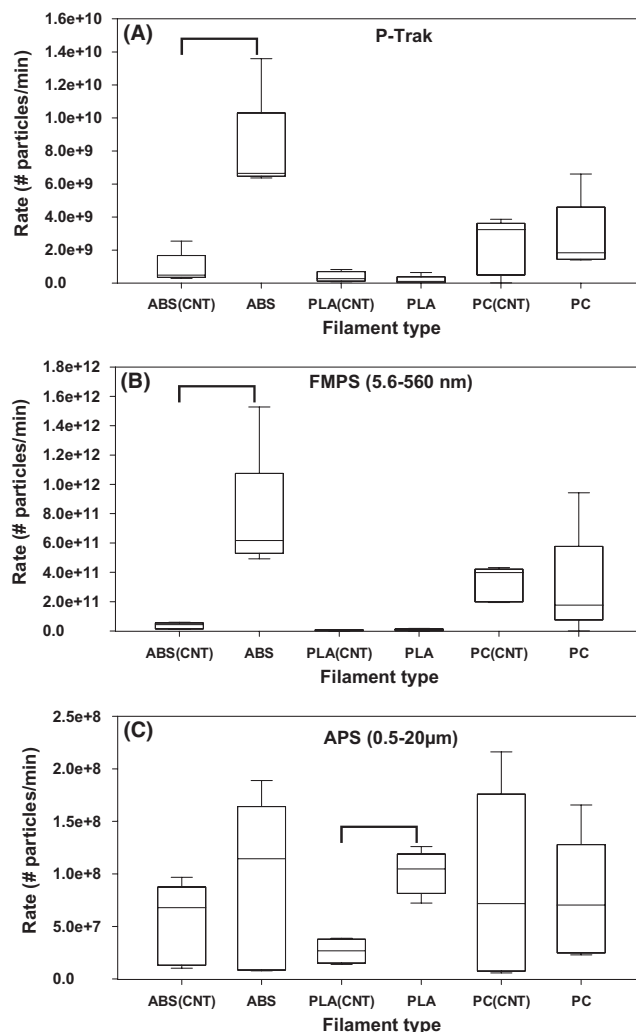 (A) P-Trak
Rate (# particles/min)
1.6e+10
1.4e+10
1.2e+10
1.0e+10
8.0e+9
6.0e+9
4.0e+9
2.0e+9
0.0
ABS(CNT) ABS PLA(CNT) PLA PC(CNT) PC
Filament type
(B) FMPS (5.6-560 nm)
Rate (# particles/min)
1.8e+12
1.6e+12
1.4e+12
1.2e+12
1.0e+12
8.0e+11
6.0e+11
4.0e+11
2.0e+11
0.0
ABS(CNT) ABS PLA(CNT) PLA PC(CNT) PC
Filament type
(C) APS (0.5-20µm)
Rate (# particles/min)
2.5e+8
2.0e+8
1.5e+8
1.0e+8
5.0e+7
0.0
ABS(CNT) ABS PLA(CNT) PLA PC(CNT) PC
Filament type